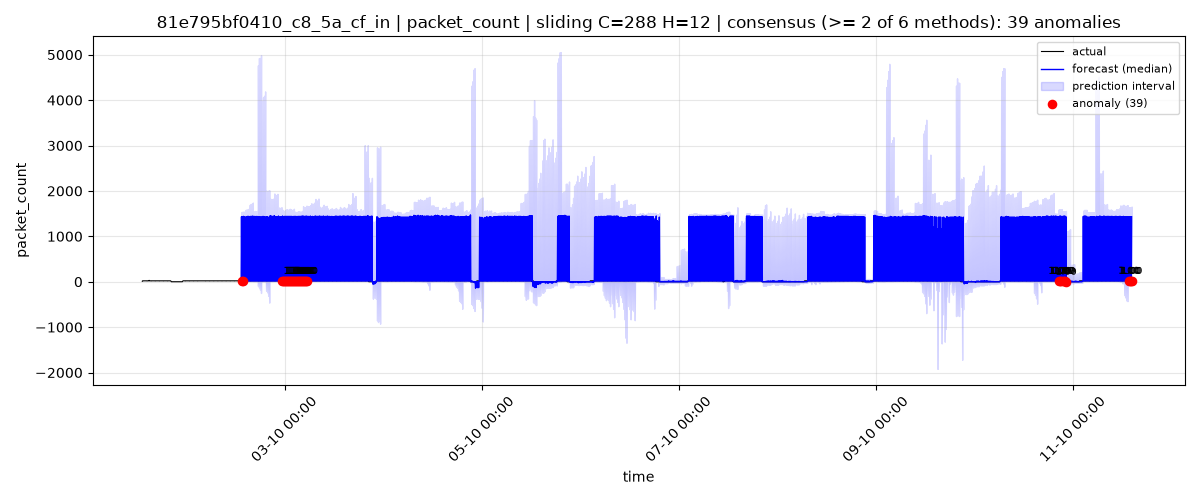 81e795bf0410_c8_5a_cf_in | packet_count | sliding C=288 H=12 | consensus (>= 2 of 6 methods): 39 anomalies
actual
forecast (median)
prediction interval
anomaly (39)
packet_count
5000
4000
3000
2000
1000
0
−1000
−2000
03-10 00:00
05-10 00:00
07-10 00:00
09-10 00:00
11-10 00:00
time